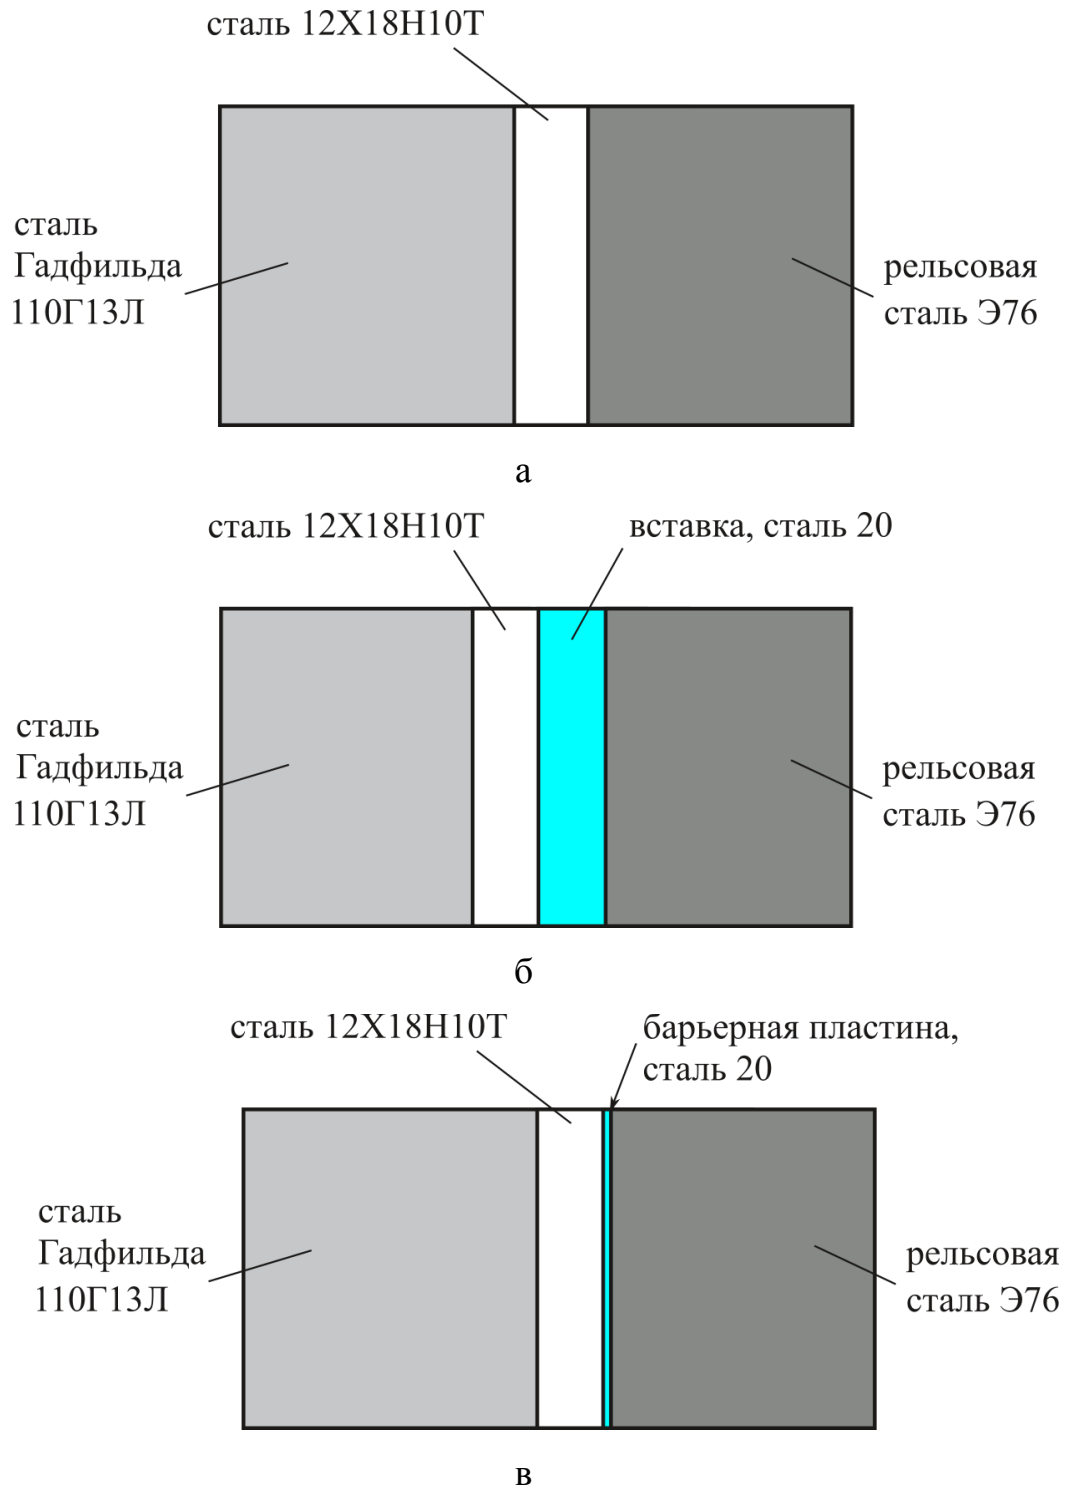 сталь 12Х18Н10Т
сталь
Гадфильда
110Г13Л
рельсовая
сталь Э76
а
сталь 12Х18Н10Т
вставка, сталь 20
сталь
Гадфильда
110Г13Л
рельсовая
сталь Э76
б
сталь 12Х18Н10Т
барьерная пластина,
сталь 20
сталь
Гадфильда
110Г13Л
рельсовая
сталь Э76
в